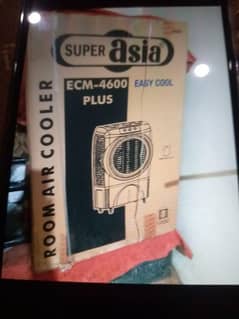 SUPER asia
ECM-4600 EASY COOL
PLUS
ROOM AIR COOLER